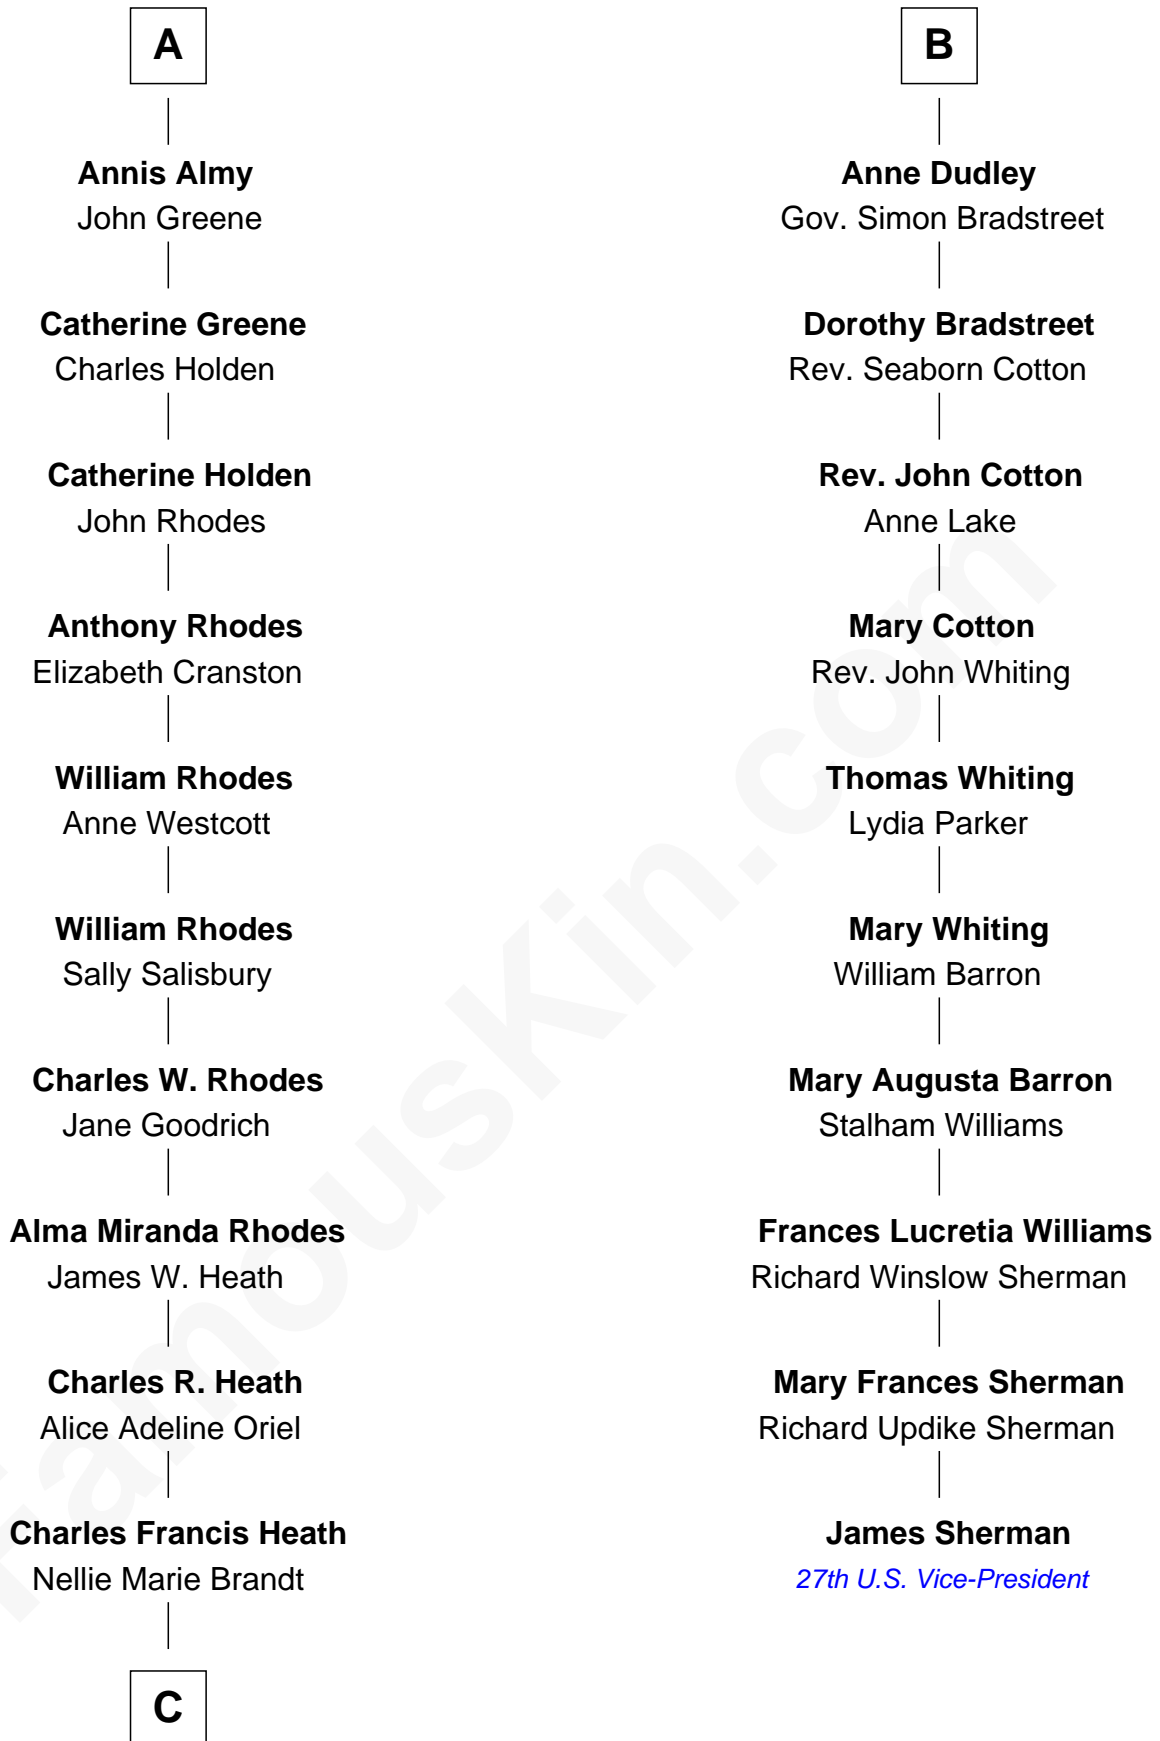 A
Annis Almy
John Greene
Catherine Greene
Charles Holden
Catherine Holden
John Rhodes
Anthony Rhodes
Elizabeth Cranston
William Rhodes
Anne Westcott
William Rhodes
Sally Salisbury
Charles W. Rhodes
Jane Goodrich
Alma Miranda Rhodes
James W. Heath
Charles R. Heath
Alice Adeline Oriel
Charles Francis Heath
Nellie Marie Brandt
C
B
Anne Dudley
Gov. Simon Bradstreet
Dorothy Bradstreet
Rev. Seaborn Cotton
Rev. John Cotton
Anne Lake
Mary Cotton
Rev. John Whiting
Thomas Whiting
Lydia Parker
Mary Whiting
William Barron
Mary Augusta Barron
Stalham Williams
Frances Lucretia Williams
Richard Winslow Sherman
Mary Frances Sherman
Richard Updike Sherman
James Sherman
27th U.S. Vice-President
FamousKin.com